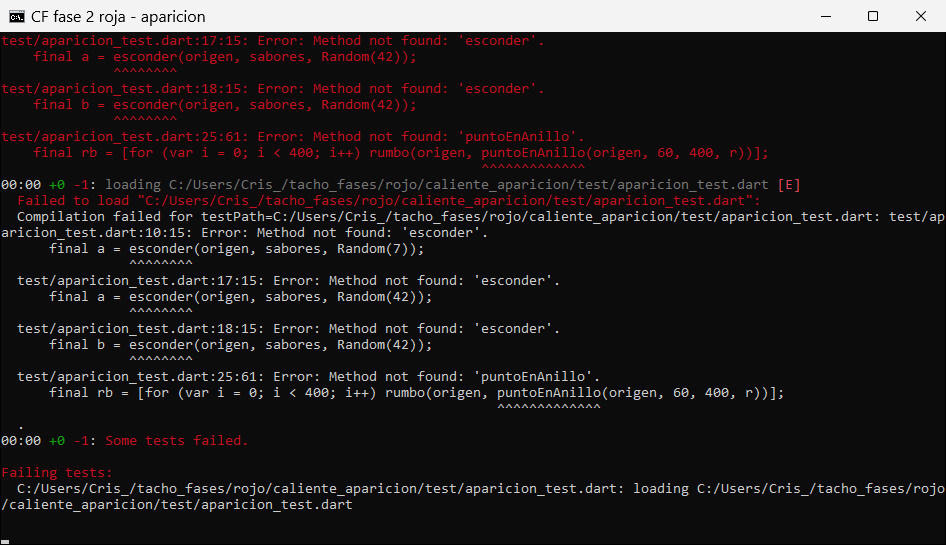 CF fase 2 roja - aparicion
test/aparicion_test.dart:17:15: Error: Method not found: 'esconder'.
    final a = esconder(origen, sabores, Random(42));
              ^^^^^^^^
test/aparicion_test.dart:18:15: Error: Method not found: 'esconder'.
    final b = esconder(origen, sabores, Random(42));
              ^^^^^^^^
test/aparicion_test.dart:25:61: Error: Method not found: 'puntoEnAnillo'.
    final rb = [for (var i = 0; i < 400; i++) rumbo(origen, puntoEnAnillo(origen, 60, 400, r))];
                                                            ^^^^^^^^^^^^^
00:00 +0 -1: loading C:/Users/Cris_/tacho_fases/rojo/caliente_aparicion/test/aparicion_test.dart [E]
  Failed to load "C:/Users/Cris_/tacho_fases/rojo/caliente_aparicion/test/aparicion_test.dart":
  Compilation failed for testPath=C:/Users/Cris_/tacho_fases/rojo/caliente_aparicion/test/aparicion_test.dart: test/ap
aricion_test.dart:10:15: Error: Method not found: 'esconder'.
      final a = esconder(origen, sabores, Random(7));
                ^^^^^^^^
  test/aparicion_test.dart:17:15: Error: Method not found: 'esconder'.
      final a = esconder(origen, sabores, Random(42));
                ^^^^^^^^
  test/aparicion_test.dart:18:15: Error: Method not found: 'esconder'.
      final b = esconder(origen, sabores, Random(42));
                ^^^^^^^^
  test/aparicion_test.dart:25:61: Error: Method not found: 'puntoEnAnillo'.
      final rb = [for (var i = 0; i < 400; i++) rumbo(origen, puntoEnAnillo(origen, 60, 400, r))];
                                                              ^^^^^^^^^^^^^
  .
00:00 +0 -1: Some tests failed.

Failing tests:
  C:/Users/Cris_/tacho_fases/rojo/caliente_aparicion/test/aparicion_test.dart: loading C:/Users/Cris_/tacho_fases/rojo
/caliente_aparicion/test/aparicion_test.dart